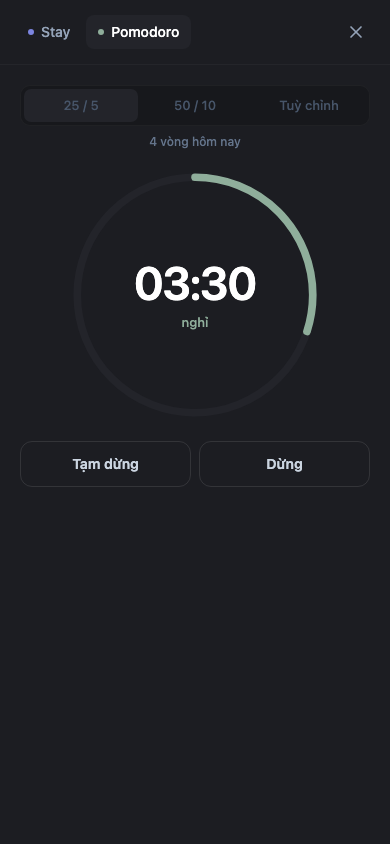 Stay Pomodoro
25 / 5 50 / 10 Tuỳ chỉnh
4 vòng hôm nay
03:30
nghỉ
Tạm dừng Dừng